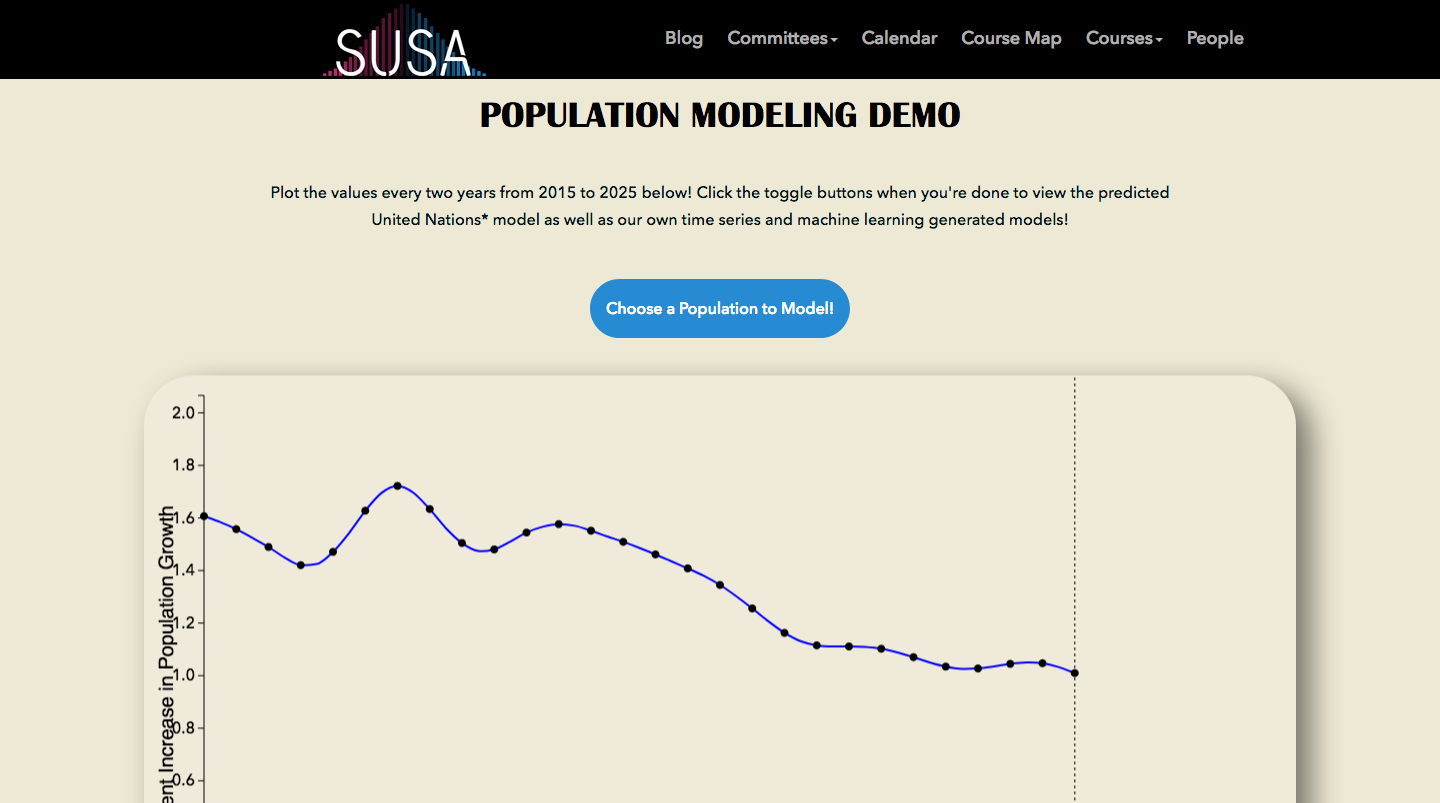 SUSA
Blog Committees Calendar Course Map Courses People
POPULATION MODELING DEMO
Plot the values every two years from 2015 to 2025 below! Click the toggle buttons when you're done to view the predicted
United Nations* model as well as our own time series and machine learning generated models!
Choose a Population to Model!
2.0
1.8
1.6
1.4
1.2
1.0
0.8
0.6
ent Increase in Population Growth